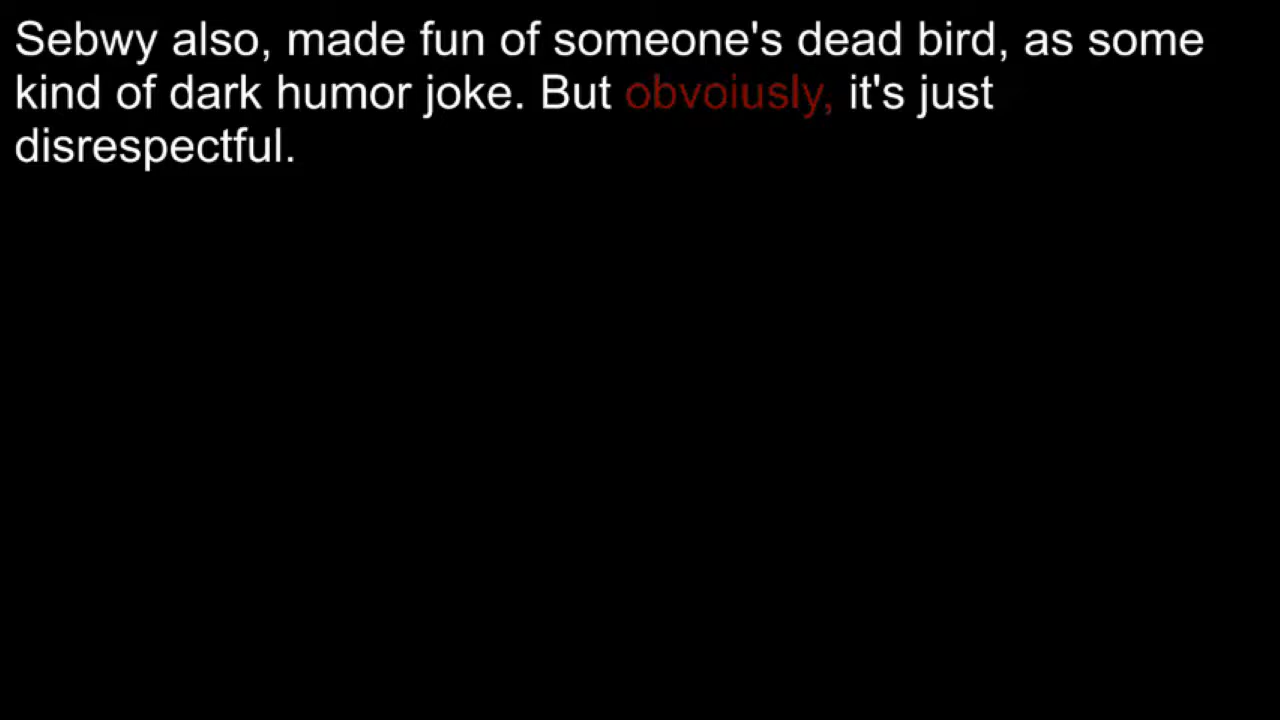 Sebwy also, made fun of someone's dead bird, as some
kind of dark humor joke. But obvoiusly, it's just
disrespectful.